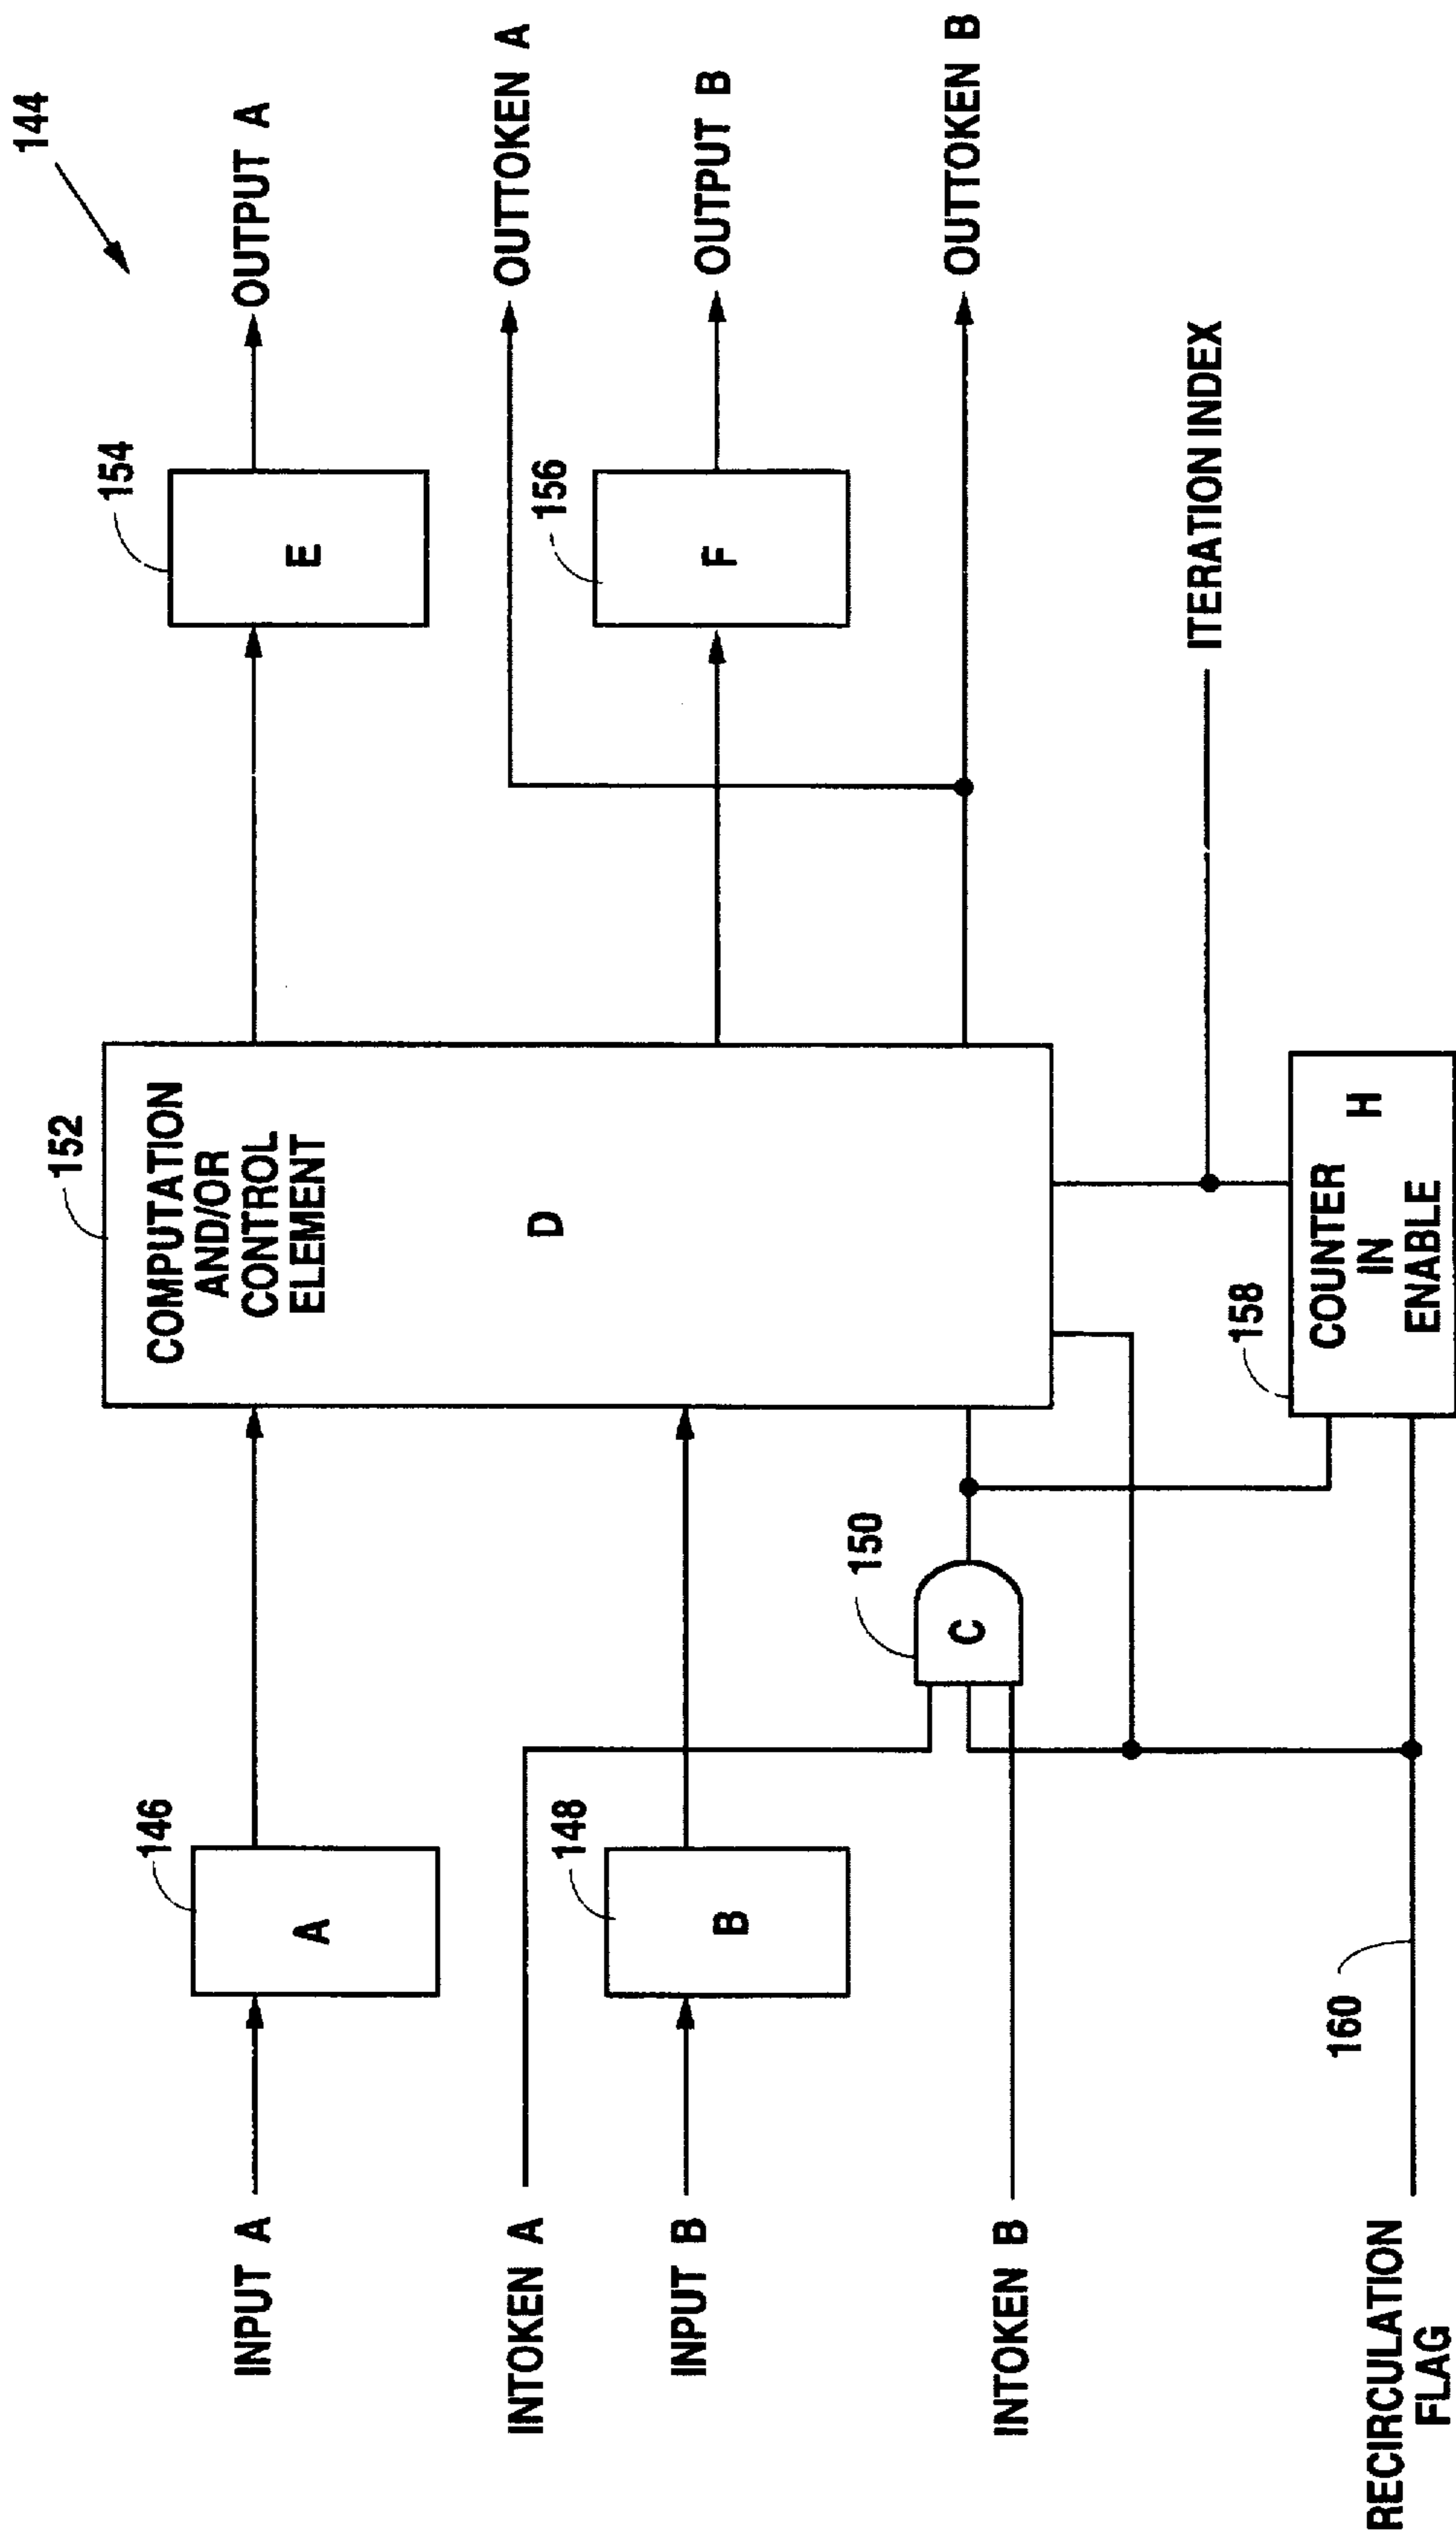 144
INPUT A
146
A
152
COMPUTATION
AND/OR
CONTROL
ELEMENT
D
154
E
OUTPUT A
INTOKEN A
OUTTOKEN A
INPUT B
148
B
156
F
OUTPUT B
INTOKEN B
150
C
OUTTOKEN B
ITERATION INDEX
158
COUNTER
IN
ENABLE
H
160
RECIRCULATION
FLAG